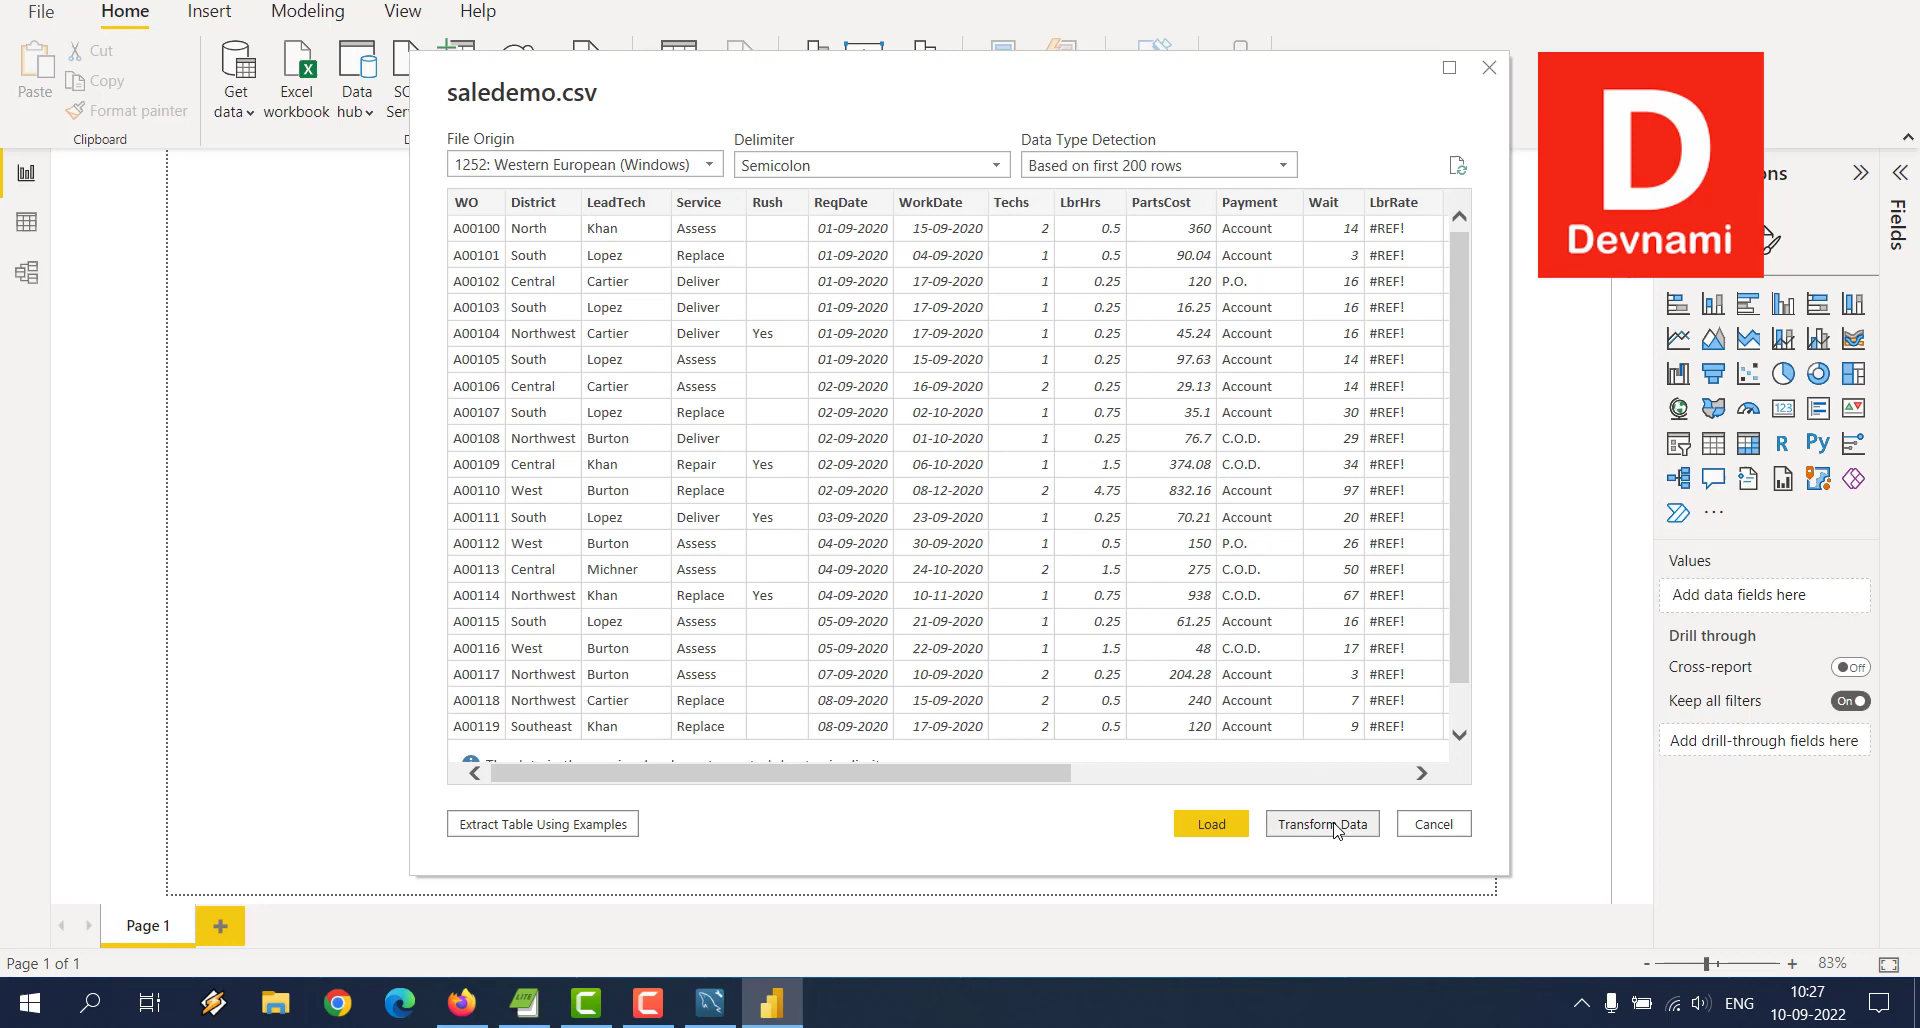 File Home Insert Modeling View Help
Paste
Cut
Copy
Format painter
Clipboard
Get data
Excel workbook
Data hub
saledemo.csv
File Origin
1252: Western European (Windows)
Delimiter
Semicolon
Data Type Detection
Based on first 200 rows
WO District LeadTech Service Rush ReqDate WorkDate Techs LbrHrs PartsCost Payment Wait LbrRate
A00100 North Khan Assess 01-09-2020 15-09-2020 2 0.5 360 Account 14 #REF!
A00101 South Lopez Replace 01-09-2020 04-09-2020 1 0.5 90.04 Account 3 #REF!
A00102 Central Cartier Deliver 01-09-2020 17-09-2020 1 0.25 120 P.O. 16 #REF!
A00103 South Lopez Deliver 01-09-2020 17-09-2020 1 0.25 16.25 Account 16 #REF!
A00104 Northwest Cartier Deliver Yes 01-09-2020 17-09-2020 1 0.25 45.24 Account 16 #REF!
A00105 South Lopez Assess 01-09-2020 15-09-2020 1 0.25 97.63 Account 14 #REF!
A00106 Central Cartier Assess 02-09-2020 16-09-2020 2 0.25 29.13 Account 14 #REF!
A00107 South Lopez Replace 02-09-2020 02-10-2020 1 0.75 35.1 Account 30 #REF!
A00108 Northwest Burton Deliver 02-09-2020 01-10-2020 1 0.25 76.7 C.O.D. 29 #REF!
A00109 Central Khan Repair Yes 02-09-2020 06-10-2020 1 1.5 374.08 C.O.D. 34 #REF!
A00110 West Burton Replace 02-09-2020 08-12-2020 2 4.75 832.16 Account 97 #REF!
A00111 South Lopez Deliver Yes 03-09-2020 23-09-2020 1 0.25 70.21 Account 20 #REF!
A00112 West Burton Assess 04-09-2020 30-09-2020 1 0.5 150 P.O. 26 #REF!
A00113 Central Michner Assess 04-09-2020 24-10-2020 2 1.5 275 C.O.D. 50 #REF!
A00114 Northwest Khan Replace Yes 04-09-2020 10-11-2020 1 0.75 938 C.O.D. 67 #REF!
A00115 South Lopez Assess 05-09-2020 21-09-2020 1 0.25 61.25 Account 16 #REF!
A00116 West Burton Assess 05-09-2020 22-09-2020 1 1.5 48 C.O.D. 17 #REF!
A00117 Northwest Burton Assess 07-09-2020 10-09-2020 2 0.25 204.28 Account 3 #REF!
A00118 Northwest Cartier Replace 08-09-2020 15-09-2020 2 0.5 240 Account 7 #REF!
A00119 Southeast Khan Replace 08-09-2020 17-09-2020 2 0.5 120 Account 9 #REF!
Extract Table Using Examples
Load
Transform Data
Cancel
D
Devnami
ons
Fields
123
R
Py
Values
Add data fields here
Drill through
Cross-report
Off
Keep all filters
On
Add drill-through fields here
Page 1
Page 1 of 1
83%
LITE
ENG
10:27
10-09-2022